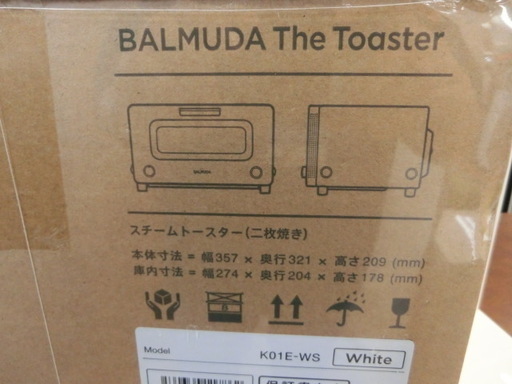 BALMUDA The Toaster
BALMUDA
スチームトースター(二枚焼き)
本体寸法 = 幅357 × 奥行321 × 高さ209 (mm)
庫内寸法 = 幅274 × 奥行204 × 高さ178 (mm)
Model K01E-WS White